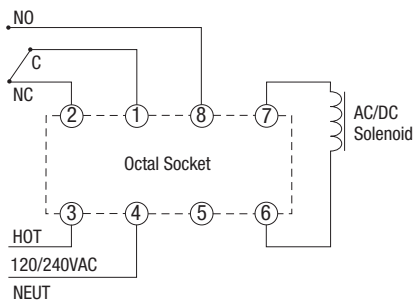 NO
C
NC
2 1 8 7
AC/DC
Solenoid
Octal Socket
3 4 5 6
HOT
120/240VAC
NEUT